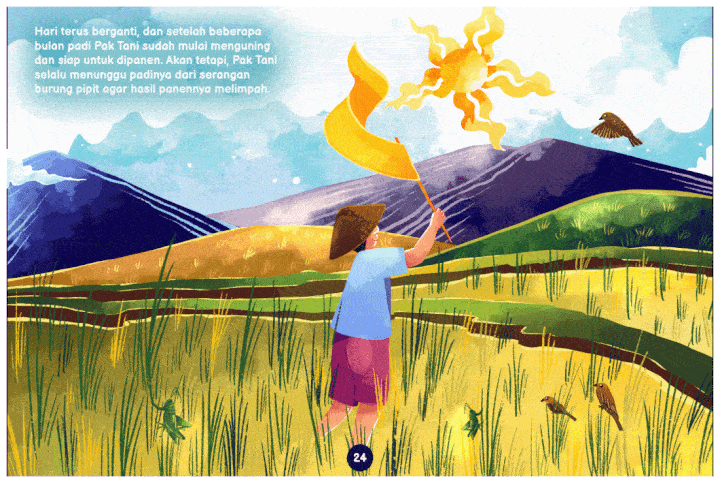 Hari terus berganti, dan setelah beberapa
bulan padi Pak Tani sudah mulai menguning
dan siap untuk dipanen. Akan tetapi, Pak Tani
selalu menunggu padinya dari serangan
burung pipit agar hasil panennya melimpah.
24